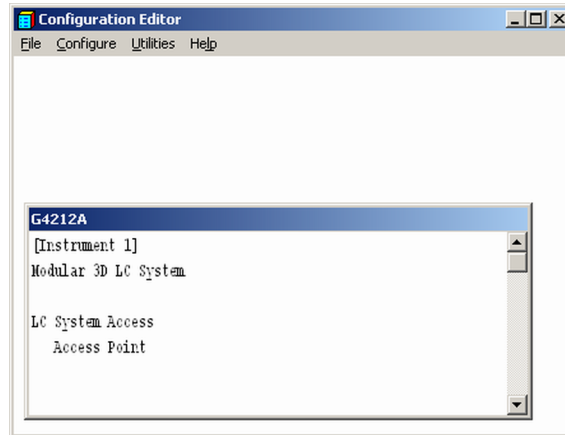 Configuration Editor
File Configure Utilities Help
G4212A
[Instrument 1]
Modular 3D LC System
LC System Access
Access Point